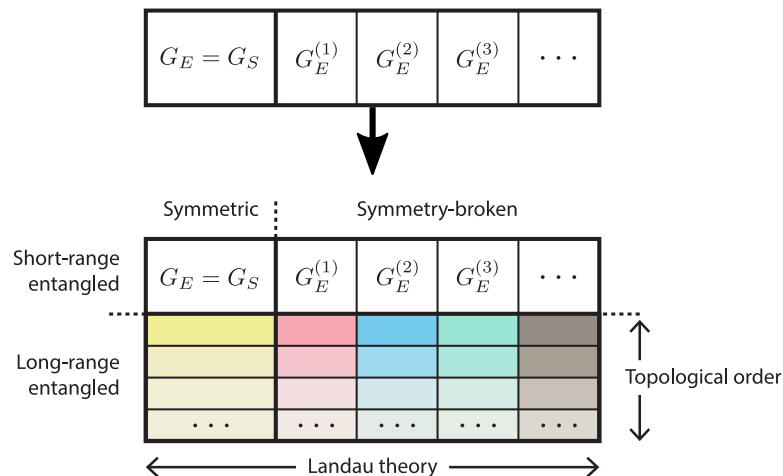 G_E = G_S G_E^{(1)} G_E^{(2)} G_E^{(3)} ···
Symmetric Symmetry-broken
Short-range
entangled
G_E = G_S G_E^{(1)} G_E^{(2)} G_E^{(3)} ···
Long-range
entangled
Topological order
··· ··· ··· ··· ···
Landau theory